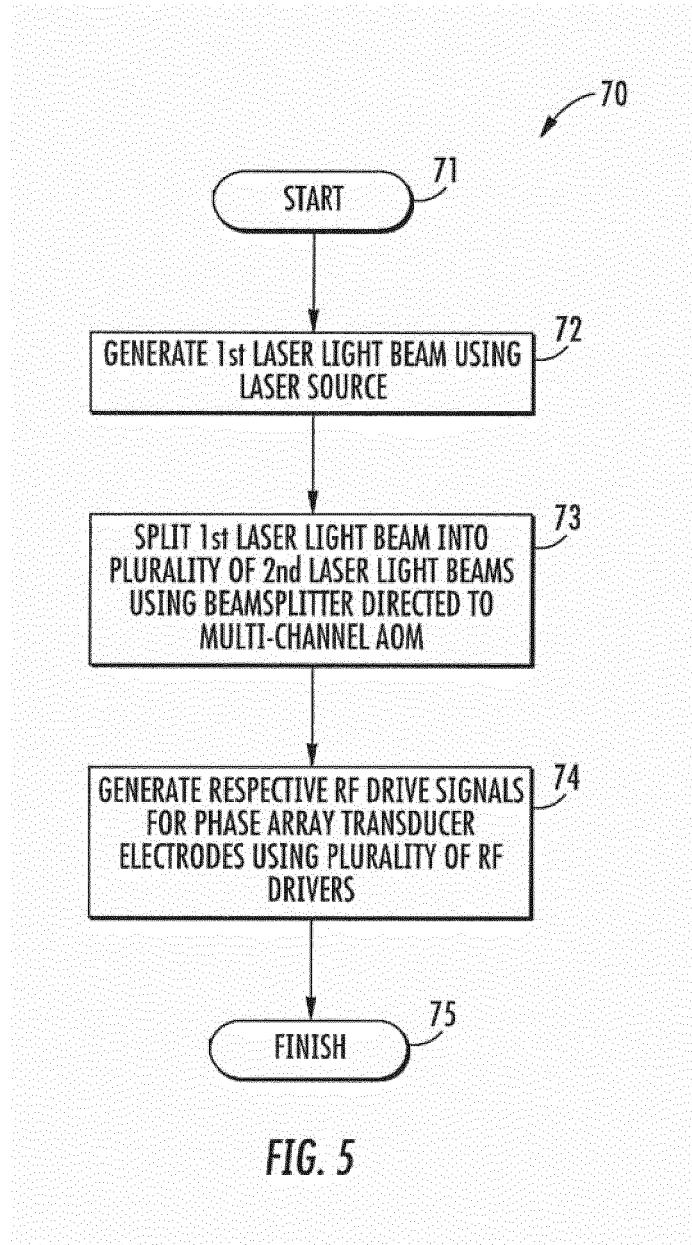 70
71
START
72
GENERATE 1st LASER LIGHT BEAM USING
LASER SOURCE
73
SPLIT 1st LASER LIGHT BEAM INTO
PLURALITY OF 2nd LASER LIGHT BEAMS
USING BEAMSPLITTER DIRECTED TO
MULTI-CHANNEL AOM
74
GENERATE RESPECTIVE RF DRIVE SIGNALS
FOR PHASE ARRAY TRANSDUCER
ELECTRODES USING PLURALITY OF RF
DRIVERS
75
FINISH
FIG. 5